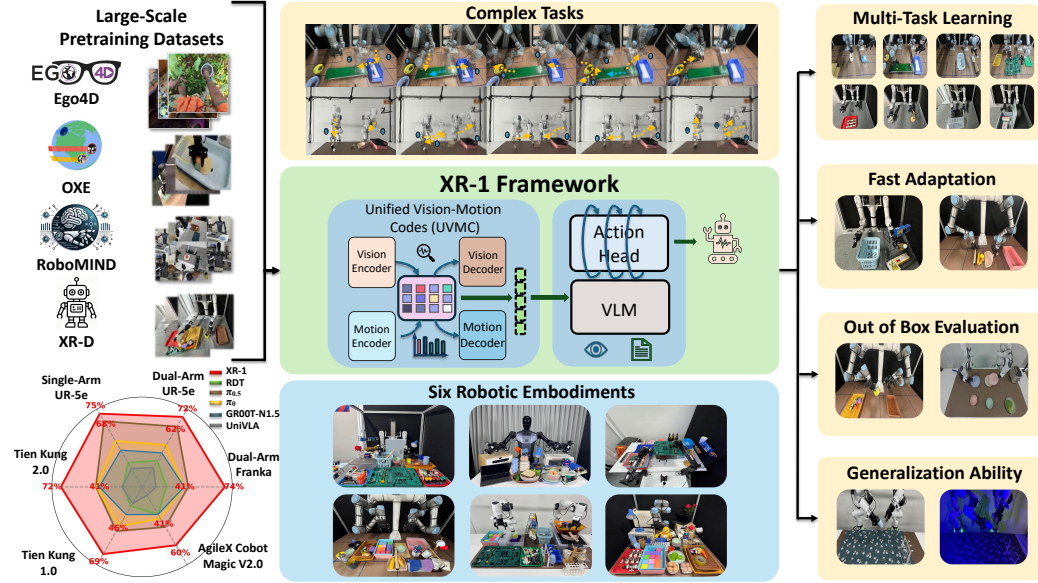 Large-Scale
Pretraining Datasets
EGO 4D
Ego4D
OXE
RoboMIND
XR-D
Complex Tasks
XR-1 Framework
Unified Vision-Motion
Codes (UVMC)
Vision
Encoder
Vision
Decoder
Motion
Encoder
Motion
Decoder
Action
Head
VLM
Six Robotic Embodiments
Multi-Task Learning
Fast Adaptation
Out of Box Evaluation
Generalization Ability
Single-Arm
UR-5e
Dual-Arm
UR-5e
XR-1
RDT
π0.5
π0
GR00T-N1.5
UniVLA
75%
72%
68%
62%
Tien Kung
2.0
Dual-Arm
Franka
72%
41%
41%
74%
46%
41%
69%
60%
Tien Kung
1.0
AgileX Cobot
Magic V2.0